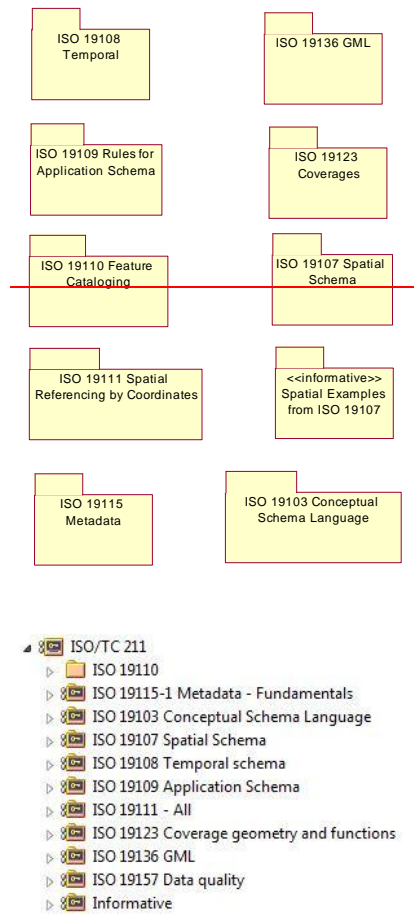 ISO 19108
Temporal
ISO 19136 GML
ISO 19109 Rules for
Application Schema
ISO 19123
Coverages
ISO 19110 Feature
Cataloging
ISO 19107 Spatial
Schema
ISO 19111 Spatial
Referencing by Coordinates
<<informative>>
Spatial Examples
from ISO 19107
ISO 19115
Metadata
ISO 19103 Conceptual
Schema Language
ISO/TC 211
ISO 19110
ISO 19115-1 Metadata - Fundamentals
ISO 19103 Conceptual Schema Language
ISO 19107 Spatial Schema
ISO 19108 Temporal schema
ISO 19109 Application Schema
ISO 19111 - All
ISO 19123 Coverage geometry and functions
ISO 19136 GML
ISO 19157 Data quality
Informative